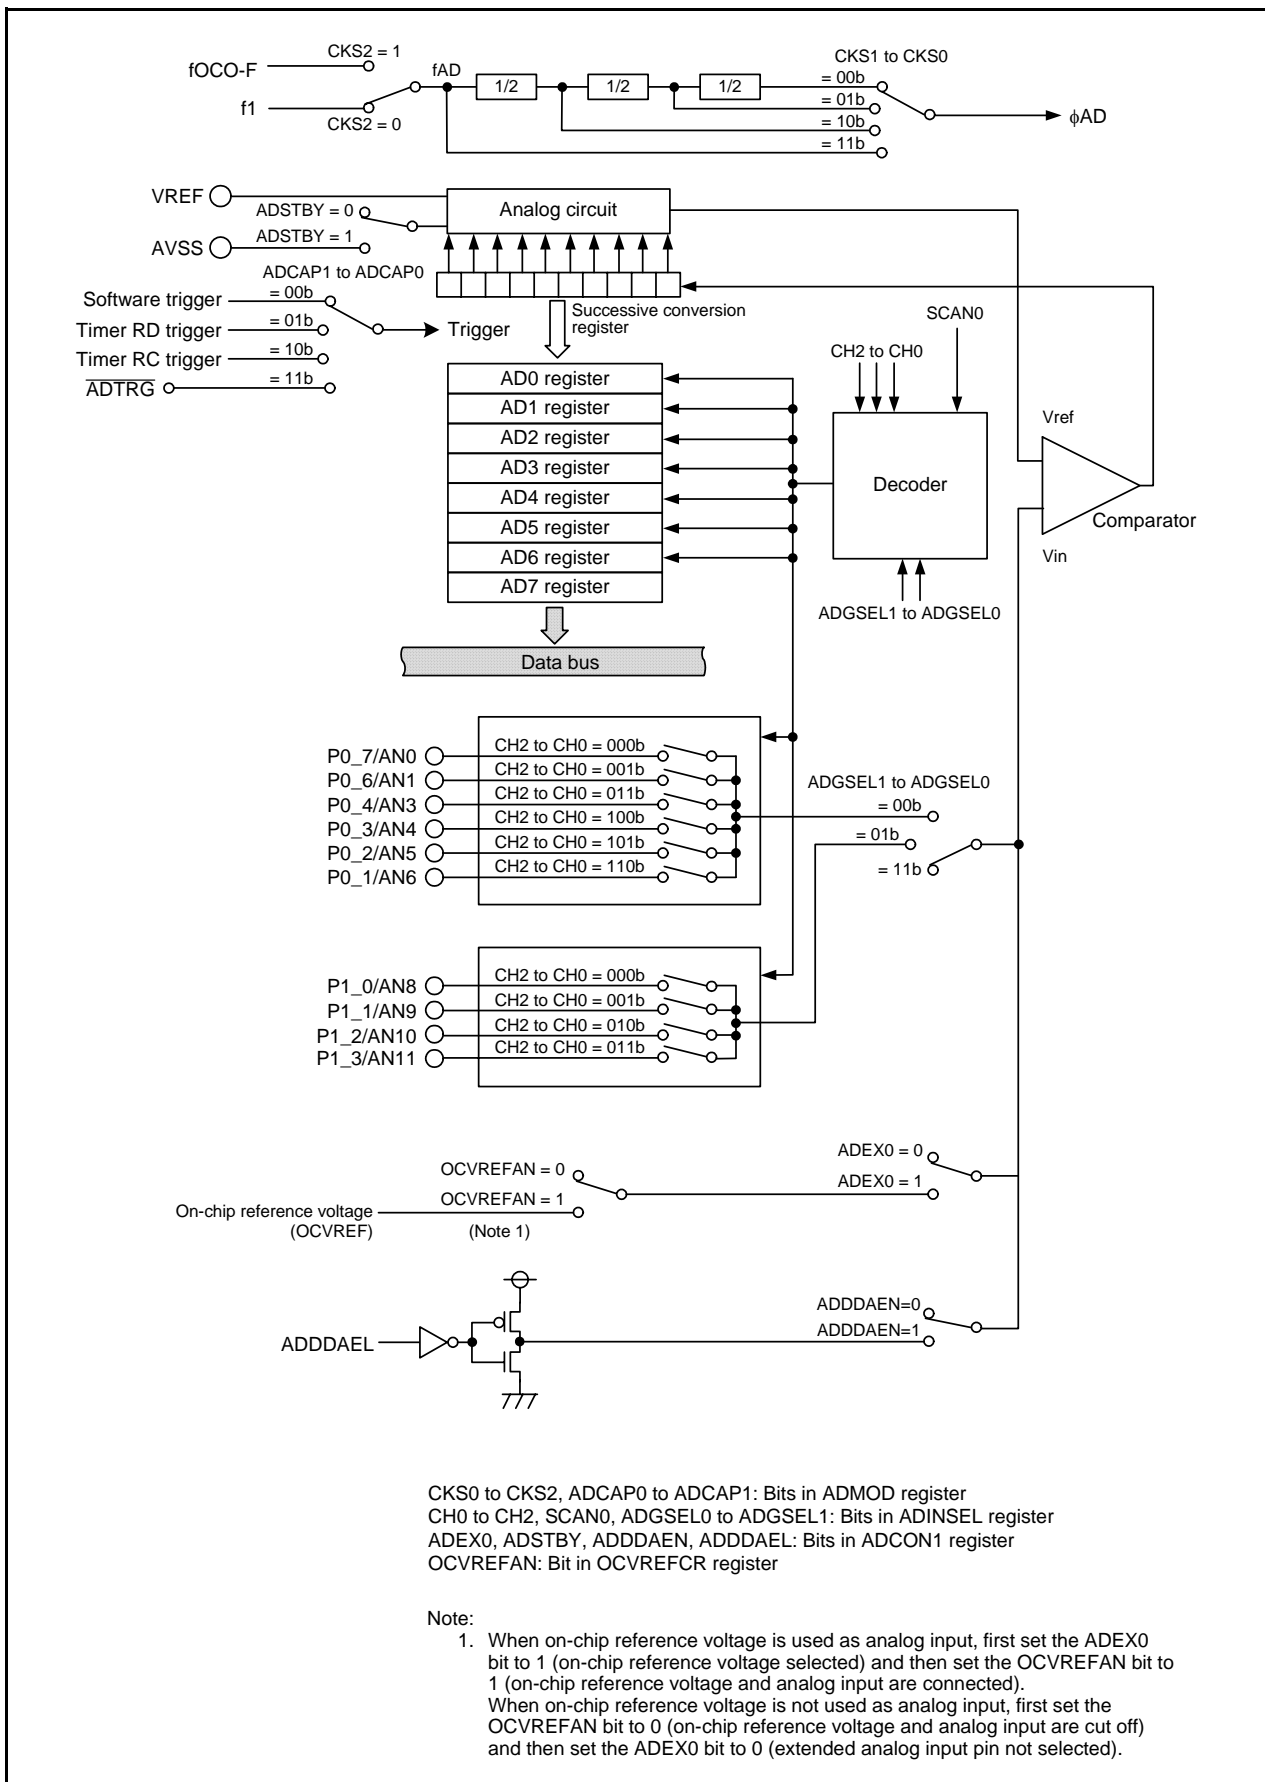 CKS2 = 1
fOCO-F
fAD
1/2
1/2
1/2
CKS1 to CKS0
= 00b
= 01b
= 10b
= 11b
f1
CKS2 = 0
ϕAD
VREF
ADSTBY = 0
Analog circuit
AVSS
ADSTBY = 1
ADCAP1 to ADCAP0
Software trigger
= 00b
Timer RD trigger
= 01b
Trigger
Timer RC trigger
= 10b
ADTRG
= 11b
Successive conversion
register
SCAN0
CH2 to CH0
AD0 register
AD1 register
AD2 register
AD3 register
AD4 register
AD5 register
AD6 register
AD7 register
Decoder
Vref
Comparator
Vin
ADGSEL1 to ADGSEL0
Data bus
P0_7/AN0
CH2 to CH0 = 000b
P0_6/AN1
CH2 to CH0 = 001b
P0_4/AN3
CH2 to CH0 = 011b
P0_3/AN4
CH2 to CH0 = 100b
P0_2/AN5
CH2 to CH0 = 101b
P0_1/AN6
CH2 to CH0 = 110b
ADGSEL1 to ADGSEL0
= 00b
= 01b
= 11b
P1_0/AN8
CH2 to CH0 = 000b
P1_1/AN9
CH2 to CH0 = 001b
P1_2/AN10
CH2 to CH0 = 010b
P1_3/AN11
CH2 to CH0 = 011b
OCVREFAN = 0
ADEX0 = 0
OCVREFAN = 1
ADEX0 = 1
On-chip reference voltage
(OCVREF)
(Note 1)
ADDDAEN=0
ADDDAEN=1
ADDDAEL
CKS0 to CKS2, ADCAP0 to ADCAP1: Bits in ADMOD register
CH0 to CH2, SCAN0, ADGSEL0 to ADGSEL1: Bits in ADINSEL register
ADEX0, ADSTBY, ADDDAEN, ADDDAEL: Bits in ADCON1 register
OCVREFAN: Bit in OCVREFCR register
Note:
1. When on-chip reference voltage is used as analog input, first set the ADEX0
bit to 1 (on-chip reference voltage selected) and then set the OCVREFAN bit to
1 (on-chip reference voltage and analog input are connected).
When on-chip reference voltage is not used as analog input, first set the
OCVREFAN bit to 0 (on-chip reference voltage and analog input are cut off)
and then set the ADEX0 bit to 0 (extended analog input pin not selected).